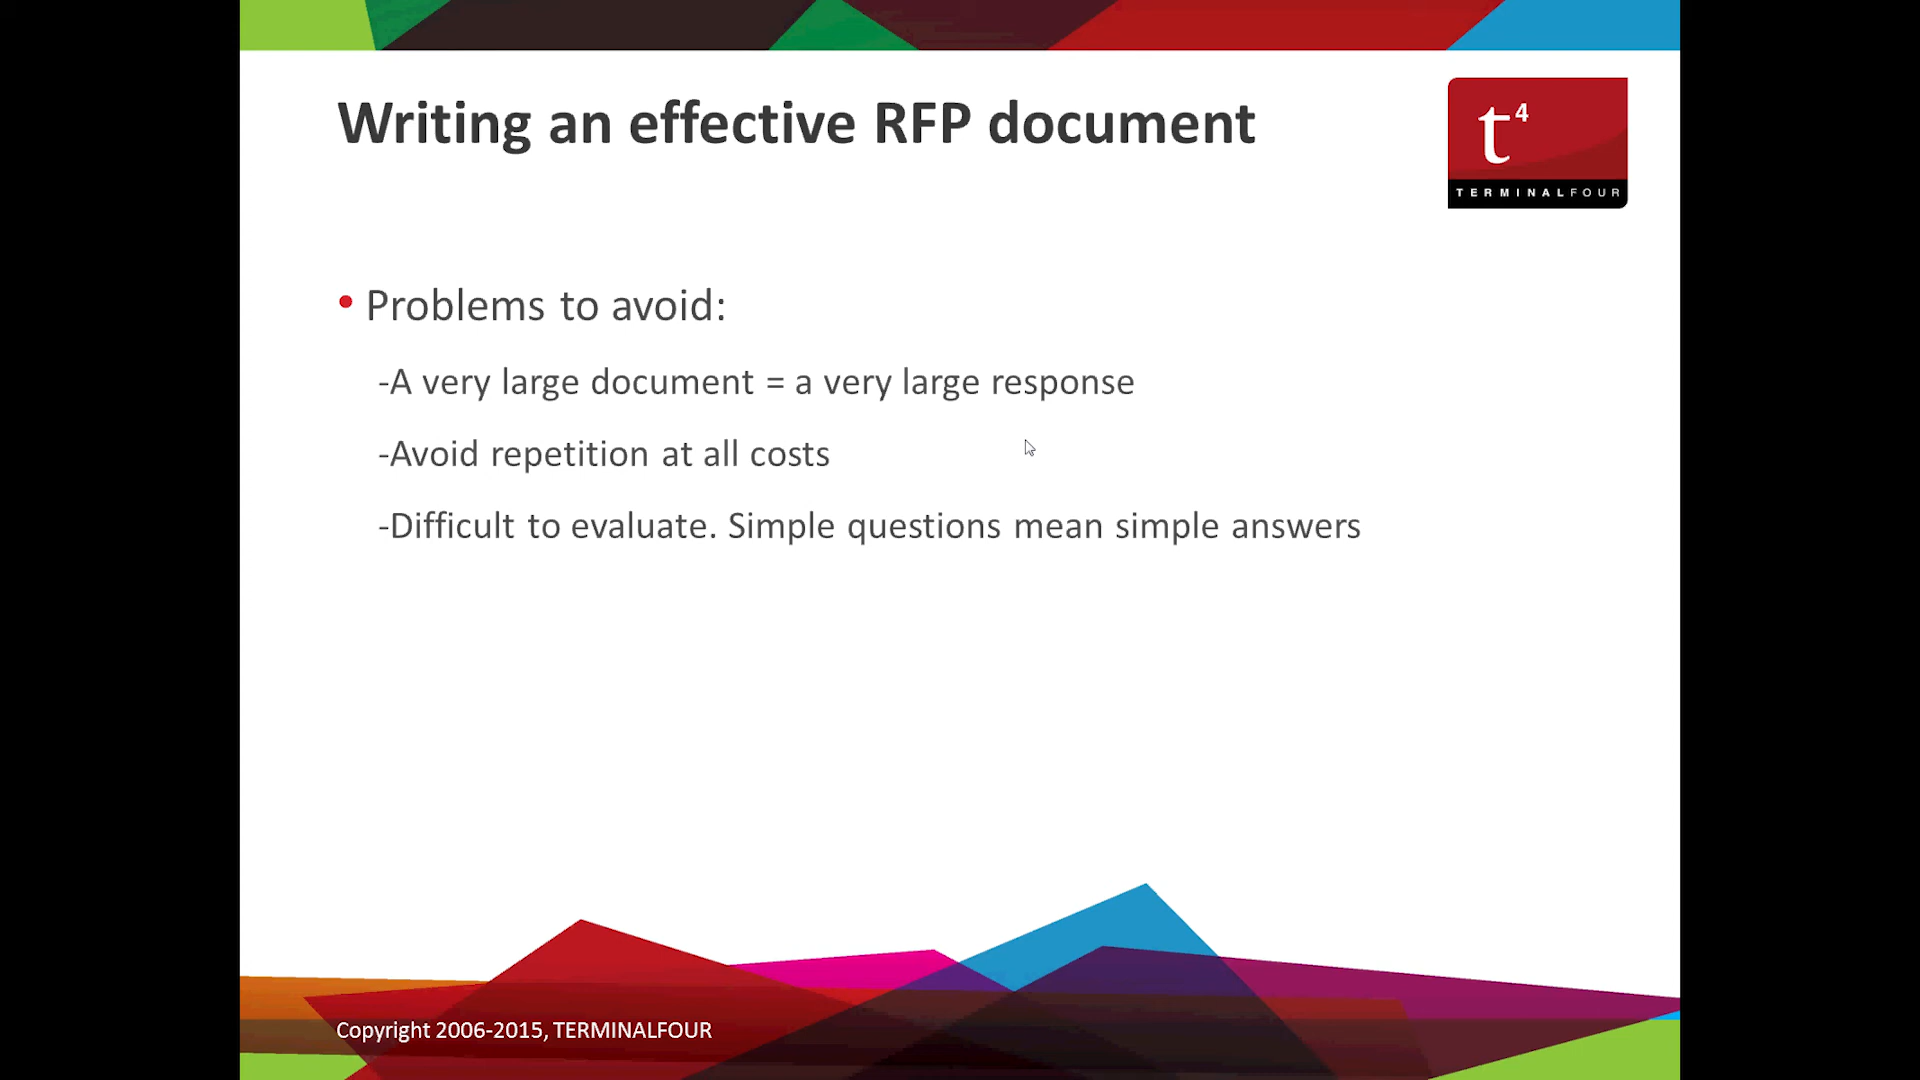 Writing an effective RFP document
t4
TERMINALFOUR
• Problems to avoid:
-A very large document = a very large response
-Avoid repetition at all costs
-Difficult to evaluate. Simple questions mean simple answers
Copyright 2006-2015, TERMINALFOUR